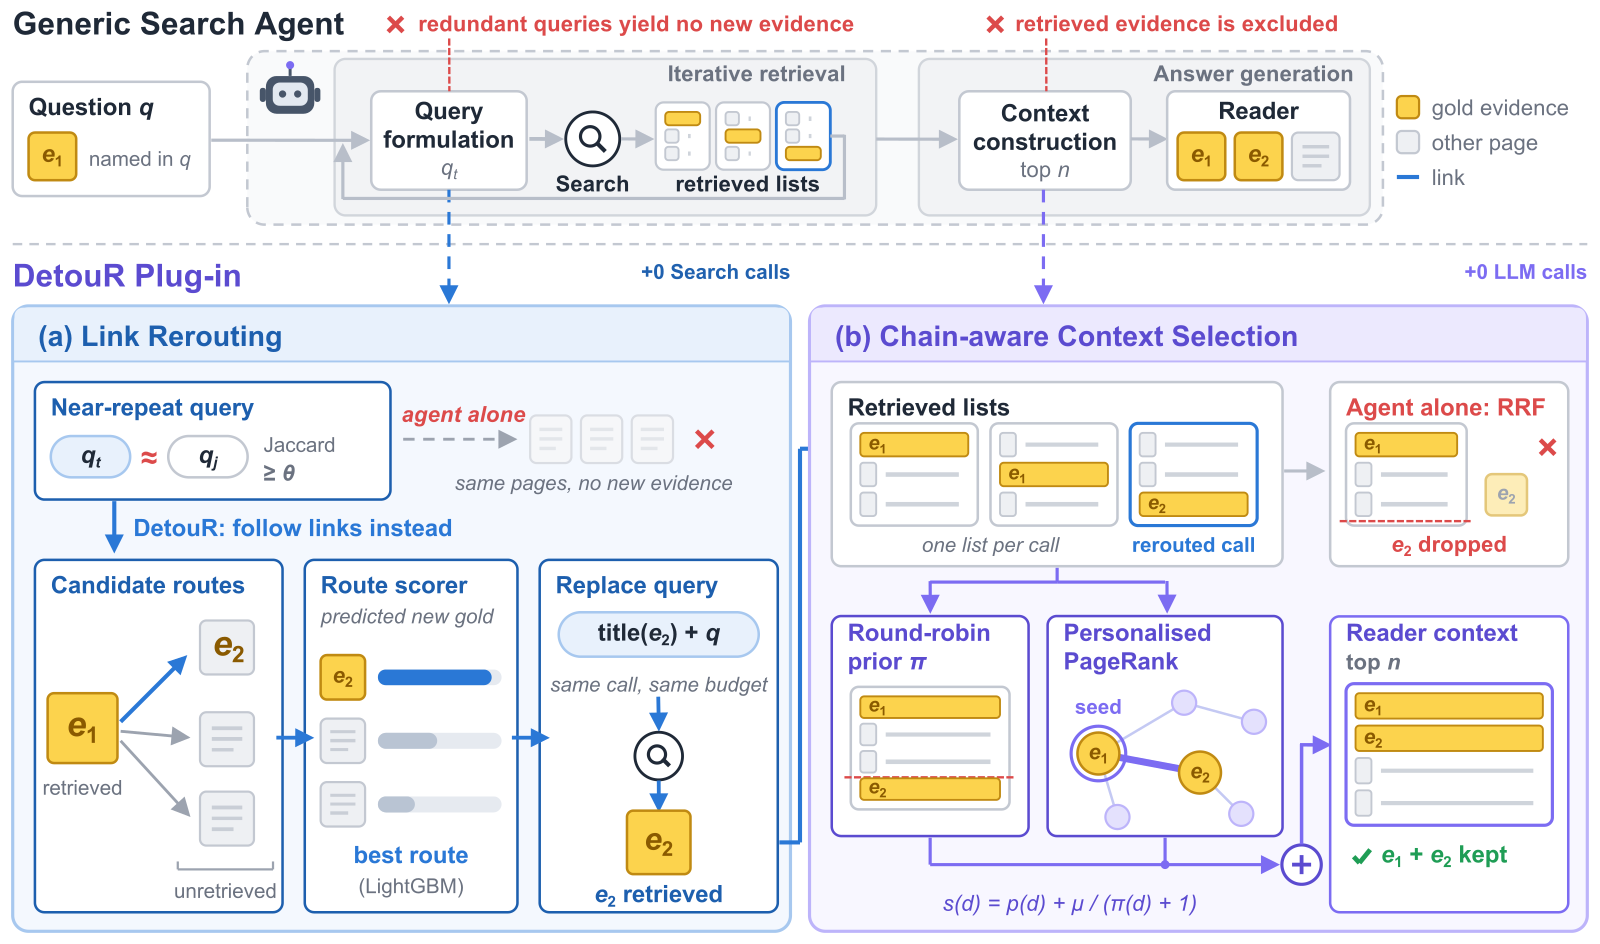 Generic Search Agent
✕ redundant queries yield no new evidence
✕ retrieved evidence is excluded
Question q
e1 named in q
Iterative retrieval
Query
formulation
qt
Search
retrieved lists
Answer generation
Context
construction
top n
Reader
e1 e2
gold evidence
other page
link
DetouR Plug-in
+0 Search calls
+0 LLM calls
(a) Link Rerouting
Near-repeat query
qt ≈ qj
Jaccard
≥ θ
agent alone
same pages, no new evidence
DetouR: follow links instead
Candidate routes
e2
e1
retrieved
unretrieved
Route scorer
predicted new gold
e2
best route
(LightGBM)
Replace query
title(e2) + q
same call, same budget
e2
e2 retrieved
(b) Chain-aware Context Selection
Retrieved lists
e1
e1
e2
one list per call
rerouted call
Agent alone: RRF
e1
e2
e2 dropped
Round-robin
prior π
e1
e2
Personalised
PageRank
seed
e1
e2
Reader context
top n
e1
e2
✓ e1 + e2 kept
+
s(d) = p(d) + μ / (π(d) + 1)